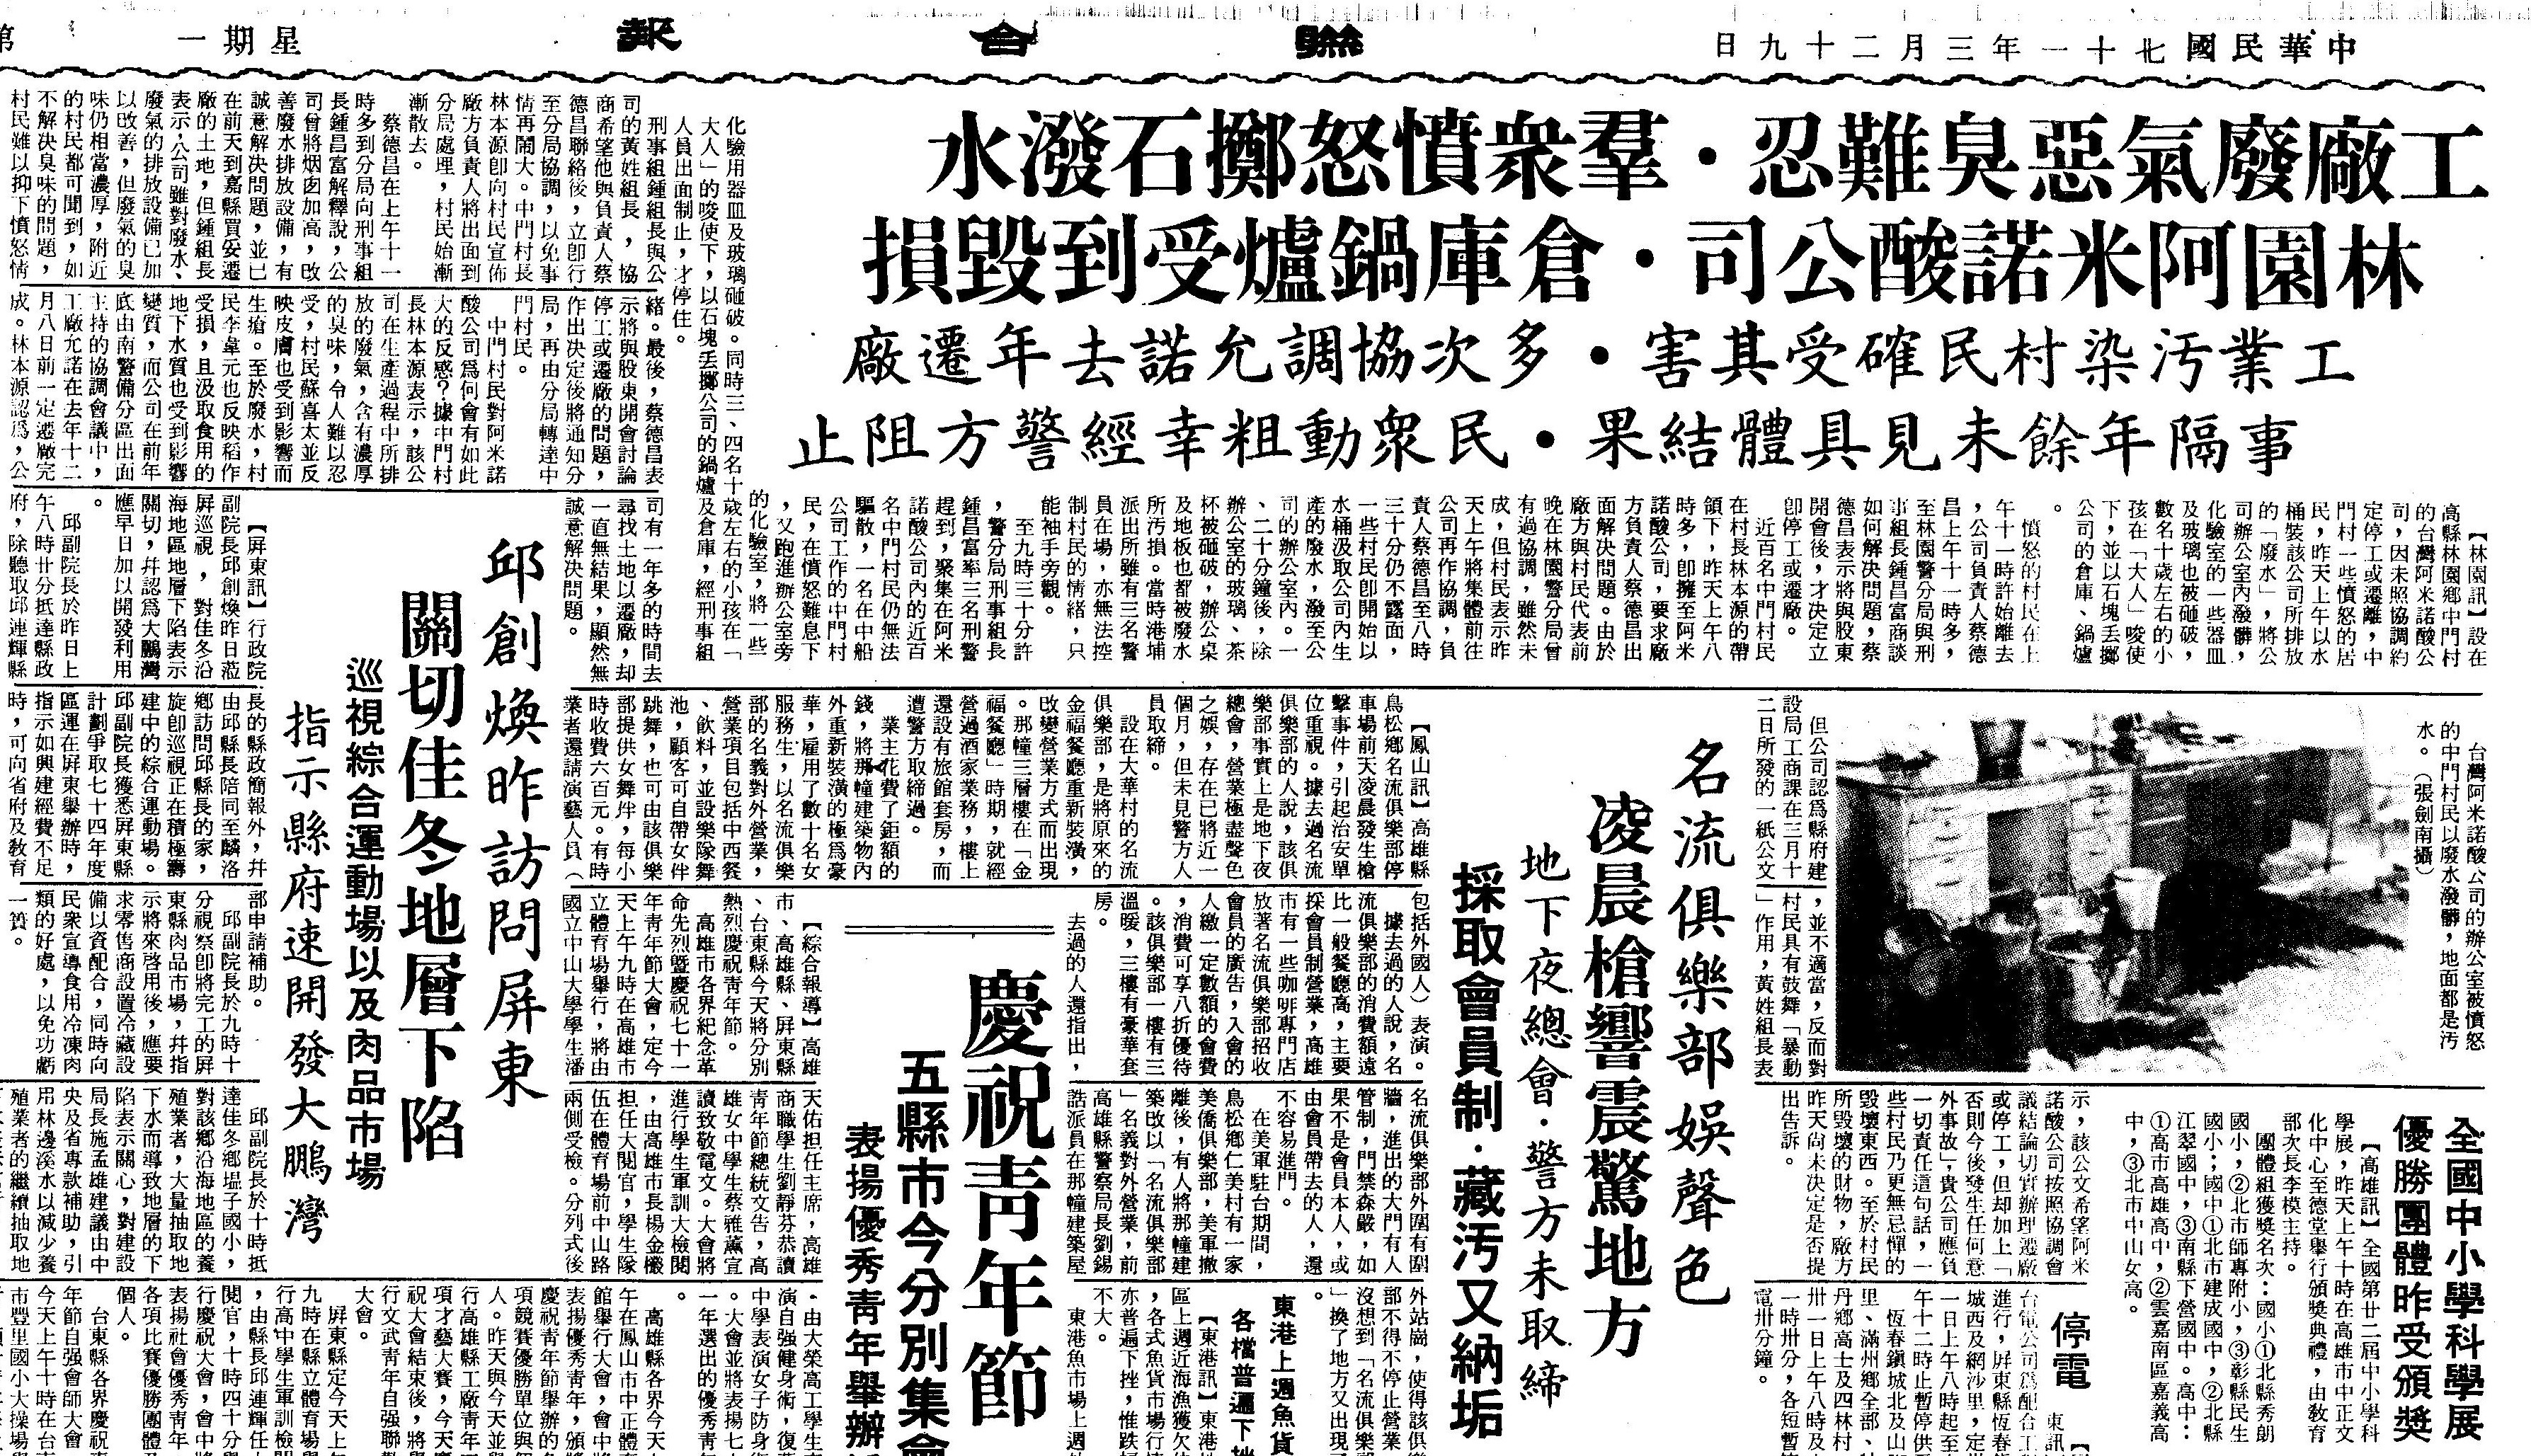 中華民國七十一年三月二十九日
聯合報
星期一
第
工廠廢氣惡臭難忍・羣眾憤怒擲石潑水
林園阿米諾酸公司・倉庫鍋爐受到毀損
工業污染村民確受其害・多次協調允諾去年遷廠
事隔年餘未見具體結果・民眾動粗幸經警方阻止
【林園訊】設在
高縣林園鄉中門村
的台灣阿米諾酸公
司,因未照協調約
定停工或遷離,中
門村一些憤怒的居
民,昨天上午以水
桶裝該公司所排放
的「廢水」,將公
司辦公室內潑髒,
化驗室的一些器皿
及玻璃也被砸破,
數名十歲左右的小
孩在「大人」唆使
下,並以石塊丟擲
公司的倉庫、鍋爐
。
憤怒的村民在上
午十一時許始離去
,公司負責人蔡德
昌上午十一時多,
至林園警分局與刑
事組長鍾昌富商談
如何解決問題,蔡
德昌表示將與股東
開會後,才決定立
即停工或遷廠。
近百名中門村民
在村長林本源的帶
領下,昨天上午八
時多,即擁至阿米
諾酸公司,要求廠
方負責人蔡德昌出
面解決問題。由於
廠方與村民代表前
晚在林園警分局曾
有過協調,雖然未
成,但村民表示昨
天上午將集體前往
公司再作協調,負
責人蔡德昌至八時
三十分仍不露面,
一些村民即開始以
水桶汲取公司內生
產的廢水,潑至公
司的辦公室內。一
、二十分鐘後,除
辦公室的玻璃、茶
杯被砸破,辦公桌
及地板也都被廢水
所污損。當時港埔
派出所雖有三名警
員在場,亦無法控
制村民的情緒,只
能袖手旁觀。
至九時三十分許
,警分局刑事組長
鍾昌富率三名刑警
趕到,聚集在阿米
諾酸公司內的近百
名中門村民仍無法
驅散,一名在中船
公司工作的中門村
民,在憤怒難息下
,又跑進辦公室旁
的化驗室,將一些
化驗用器皿及玻璃砸破。同時三、四名十歲左右的小孩在「
大人」的唆使下,以石塊丟擲公司的鍋爐及倉庫,經刑事組
人員出面制止,才停住。
刑事組鍾組長與公
司的黃姓組長,協
商希望他與負責人蔡
德昌聯絡後,立即行
至分局協調,以免事
情再鬧大。中門村長
林本源即向村民宣佈
廠方負責人將出面到
分局處理,村民始漸
漸散去。
蔡德昌在上午十一
時多到分局向刑事組
長鍾昌富解釋說,公
司曾將烟囱加高,改
善廢水排放設備,有
誠意解決問題,並已
在前天到嘉縣買妥遷
廠的土地,但鍾組長
表示,公司雖對廢水、
廢氣的排放設備已加
以改善,但廢氣的臭
味仍相當濃厚,附近
的村民都可聞到,如
不解決臭味的問題,
村民難以抑下憤怒情
緒。最後,蔡德昌表
示將與股東開會討論
停工或遷廠的問題,
作出決定後將通知分
局,再由分局轉達中
門村民。
中門村民對阿米諾
酸公司爲何會有如此
大的反感?據中門村
長林本源表示,該公
司在生產過程中所排
放的廢氣,含有濃厚
的臭味,令人難以忍
受,村民蘇喜太並反
映皮膚也受到影響而
生瘡。至於廢水,村
民李韋元也反映稻作
受損,且汲取食用的
地下水質也受到影響
變質,而公司在前年
底由南警備分區出面
主持的協調會議中,
工廠允諾在去年十二
月八日前一定遷廠完
成。林本源認爲,公
司有一年多的時間去
尋找土地以遷廠,却
一直無結果,顯然無
誠意解決問題。
台灣阿米諾酸公司的辦公室被憤怒
的中門村民以廢水潑髒,地面都是汚
水。(張劍南攝)
但公司認爲縣府建
設局工商課在三月十
二日所發的一紙公文
,並不適當,反而對
村民具有鼓舞「暴動
」作用,黃姓組長表
示,該公文希望阿米
諾酸公司按照協調會
議結論切實辦理遷廠
或停工,但却加上「
否則今後發生任何意
外事故」,貴公司應負
一切責任這句話,一
些村民乃更無忌憚的
毀壞東西。至於村民
所毀壞的財物,廠方
昨天尚未決定是否提
出告訴。
全國中小學科學展
優勝團體昨受頒獎
【高雄訊】全國第廿二屆中小學科
學展,昨天上午十時在高雄市中正文
化中心至德堂舉行頒獎典禮,由敎育
部次長李模主持。
團體組獲獎名次:國小①北縣秀朗
國小,②北市師專附小,③彰縣民生
國小;國中①北市建成國中,②北縣
江翠國中,③南縣下營國中。高中:
①高市高雄高中,②雲嘉南區嘉義高
中,③北市中山女高。
停電
東訊
台電公司爲配合工
進行,屏東縣恆春
城西及網沙里,定
一日上午八時起至
午十二時止暫停供
恆春鎭城北及山
里、滿州鄉全部、
丹鄉高士及四林村
卅一日上午八時及
一時卅分,各短暫
電卅分鐘。
名流俱樂部娛聲色
凌晨槍響震驚地方
地下夜總會・警方未取締
採取會員制・藏汚又納垢
【鳳山訊】高雄縣
鳥松鄉名流俱樂部停
車場前天凌晨發生槍
擊事件,引起治安單
位重視。據去過名流
俱樂部的人說,該俱
樂部事實上是地下夜
總會,營業極盡聲色
之娛,存在已將近一
個月,但未見警方人
員取締。
設在大華村的名流
俱樂部,是將原來的
金福餐廳重新裝潢,
改變營業方式而出現
。那幢三層樓在「金
福餐廳」時期,就經
營過酒家業務,樓上
還設有旅館套房,而
遭警方取締過。
業主花費了鉅額的
錢,將那幢建築物內
外重新裝潢的極爲豪
華,雇用了數十名女
服務生,以名流俱樂
部的名義對外營業,
營業項目包括中西餐
、飲料,並設樂隊舞
池,顧客可自帶女伴
跳舞,也可由該俱樂
部提供女舞伴,每小
時收費六百元。有時
業者還請演藝人員(
包括外國人)表演。
據去過的人說,名
流俱樂部的消費額遠
比一般餐廳高,主要
採會員制營業,高雄
市有一些咖啡專門店
放著名流俱樂部招收
會員的廣告,入會的
人繳一定數額的會費
,消費可享八折優待
。該俱樂部一樓有三
溫暖,三樓有豪華套
房。
去過的人還指出,
名流俱樂部外圍有圍
牆,進出的大門有人
管制,門禁森嚴,如
果不是會員本人,或
由會員帶去的人,還
不容易進門。
在美軍駐台期間,
鳥松鄉仁美村有一家
美僑俱樂部,美軍撤
離後,有人將那幢建
築改以「名流俱樂部
」名義對外營業,前
高雄縣警察局長劉錫
誥派員在那幢建築屋
外站崗,使得該俱樂
部不得不停止營業
沒想到「名流俱樂部
」換了地方又出現
東港上週魚貨
各檔普遍下挫
【東港訊】東港
區上週近海漁獲欠
,各式魚貨市場行情
亦普遍下挫,惟跌
不大。
東港魚市場上週
慶祝青年節
五縣市今分別集會
表揚優秀青年舉辦
【綜合報導】高雄
市、高雄縣、屏東縣
、台東縣今天將分別
熱烈慶祝青年節。
高雄市各界紀念革
命先烈暨慶祝七十一
年青年節大會,定今
天上午九時在高雄市
立體育場舉行,將由
國立中山大學學生潘
天佑担任主席,高雄
商職學生劉靜芬恭讀
青年節總統文告,高
雄女中學生蔡雅薰宣
讀致敬電文。大會將
進行學生軍訓大檢閱
,由高雄市長楊金欉
担任大閱官,學生隊
伍在體育場前中山路
兩側受檢。分列式後
,由大榮高工學生
演自強健身術,復
中學表演女子防身術
。大會並將表揚七
一年選出的優秀青
。
高雄縣各界今天
午在鳳山市中正體
館舉行大會,會中
表揚優秀青年,頒
慶祝青年節舉辦的
項競賽優勝單位與
人。昨天與今天並
行高雄縣工廠青年
項才藝大賽,今天
祝大會結束後,將
行文武青年自强聯
大會。
屏東縣定今天上
九時在縣立體育場
行高中學生軍訓檢閱
,由縣長邱連輝任
閱官,十時四十分
行慶祝大會,會中
表揚社會優秀青年
各項比賽優勝團體
個人。
台東縣各界慶祝
年節自强會師大會
今天上午十時在台
市豐里國小大操場
邱創煥昨訪問屏東
關切佳冬地層下陷
巡視綜合運動場以及肉品市場
指示縣府速開發大鵬灣
【屏東訊】行政院
副院長邱創煥昨日蒞
屏巡視,對佳冬沿
海地區地層下陷表示
關切,幷認爲大鵬灣
應早日加以開發利用
。
邱副院長於昨日上
午八時廿分抵達縣政
府,除聽取邱連輝縣
長的縣政簡報外,幷
由邱縣長陪同至麟洛
鄉訪問邱縣長的家,
旋即巡視正在積極籌
建中的綜合運動場。
邱副院長獲悉屏東縣
計劃爭取七十四年度
區運在屏東舉辦時,
指示如興建經費不足
時,可向省府及敎育
部申請補助。
邱副院長於九時十
分視祭即將完工的屏
東縣肉品市場,幷指
示將來啓用後,應要
求零售商設置冷藏設
備以資配合,同時向
民衆宣導食用冷凍肉
類的好處,以免功虧
一簣。
邱副院長於十時抵
達佳冬鄉塭子國小,
對該鄉沿海地區的養
殖業者,大量抽取地
下水而導致地層的下
陷表示關心,對建設
局長施孟雄建議由中
央及省專款補助,引
用林邊溪水以減少養
殖業者的繼續抽取地